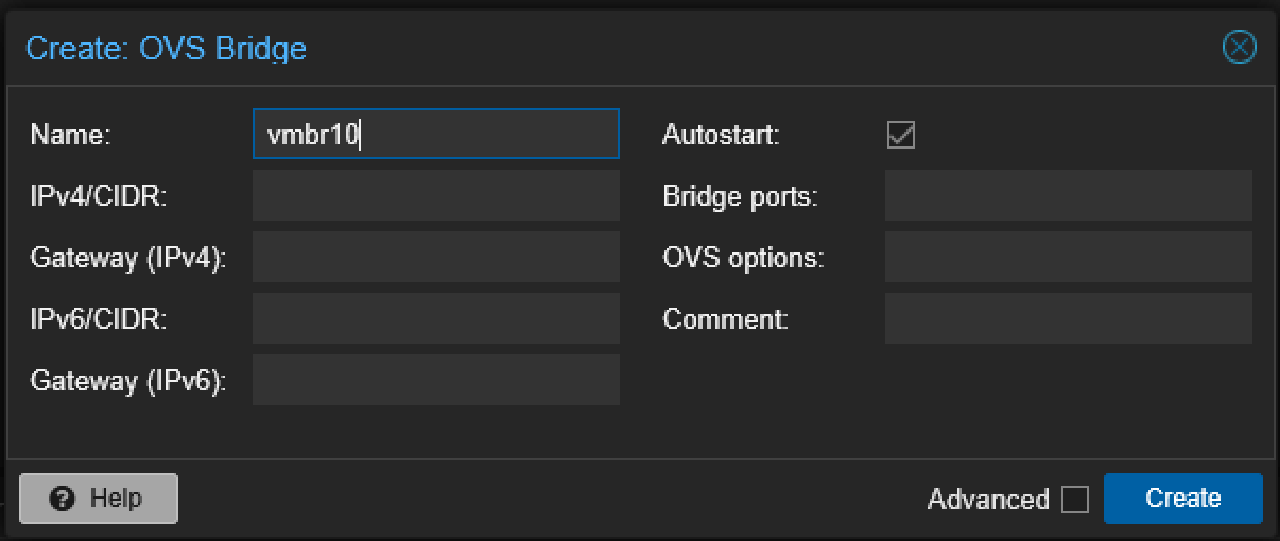 Create: OVS Bridge
Name: vmbr10 Autostart:
IPv4/CIDR: Bridge ports:
Gateway (IPv4): OVS options:
IPv6/CIDR: Comment:
Gateway (IPv6):
Help Advanced Create